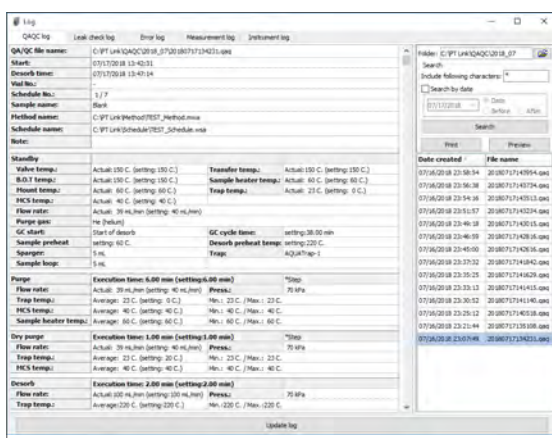 Log
QAQC log Leak check log Error log Measurement log Instrument log
QA/QC file name: C:\PT Link\QAQC\2018_07\20180717134231.qaq
Start: 07/17/2018 13:42:31
Desorb time: 07/17/2018 13:47:14
Vial No.: -
Schedule No.: 1 / 7
Sample name: Blank
Method name: C:\PT Link\Method\TEST_Method.mwa
Schedule name: C:\PT Link\Schedule\TEST_Schedule.wsa
Note:
Standby
Valve temp.: Actual:150 C. (setting:150 C.) Transfer temp.: Actual:150 C. (setting:150 C.)
B.O.T temp.: Actual:150 C. (setting:150 C.) Sample heater temp.: Actual: 60 C. (setting: 60 C.)
Mount temp.: Actual: 60 C. (setting: 60 C.) Trap temp.: Actual: 23 C. (setting: 0 C.)
MCS temp.: Actual: 40 C. (setting: 40 C.)
Flow rate: Actual: 39 mL/min (setting: 40 mL/min)
Purge gas: He (helium)
GC start: Start of desorb GC cycle time: setting:38.00 min
Sample preheat setting: 60 C. Desorb preheat temp: setting:220 C.
Sparger: 5 mL Trap: AQUATrap-1
Sample loop: 5 mL
Purge Execution time: 6.00 min (setting:6.00 min) *Step
Flow rate: Actual: 39 mL/min (setting: 40 mL/min) Press.: 70 kPa
Trap temp.: Average: 23 C. (setting: 0 C.) Min.: 23 C. / Max.: 23 C.
MCS temp.: Average: 40 C. (setting: 40 C.) Min.: 40 C. / Max.: 40 C.
Sample heater temp.: Average: 60 C. (setting: 60 C.) Min.: 60 C. / Max.: 60 C.
Dry purge Execution time: 1.00 min (setting:1.00 min) *Step
Flow rate: Actual: 39 mL/min (setting: 40 mL/min) Press.: 70 kPa
Trap temp.: Average: 23 C. (setting: 20 C.) Min.: 23 C. / Max.: 23 C.
MCS temp.: Average: 40 C. (setting: 40 C.) Min.: 40 C. / Max.: 40 C.
Desorb Execution time: 2.00 min (setting:2.00 min)
Flow rate: Actual:100 mL/min (setting:100 mL/min) Press.: 70 kPa
Trap temp.: Average:220 C. (setting:220 C.) Min.:220 C. / Max.:220 C.
Update log
Folder: C:\PT Link\QAQC\2018_07
Search
Include following characters: *
Search by date
07/17/2018 Date
Before After
Search
Print Preview
Date created File name
07/16/2018 23:58:54 20180717143954.qaq
07/16/2018 23:56:38 20180717143734.qaq
07/16/2018 23:54:16 20180717143513.qaq
07/16/2018 23:51:57 20180717143254.qaq
07/16/2018 23:49:18 20180717143015.qaq
07/16/2018 23:46:59 20180717142816.qaq
07/16/2018 23:45:00 20180717142616.qaq
07/16/2018 23:37:32 20180717141842.qaq
07/16/2018 23:35:25 20180717141629.qaq
07/16/2018 23:33:13 20180717141415.qaq
07/16/2018 23:30:52 20180717141140.qaq
07/16/2018 23:25:12 20180717140518.qaq
07/16/2018 23:21:44 20180717135108.qaq
07/16/2018 23:07:48 20180717134231.qaq